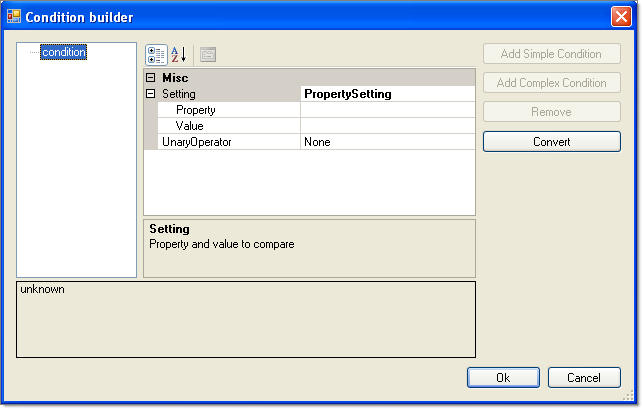 Condition builder
condition
Misc
Setting PropertySetting
Property
Value
UnaryOperator None
Setting
Property and value to compare
unknown
Add Simple Condition
Add Complex Condition
Remove
Convert
Ok Cancel